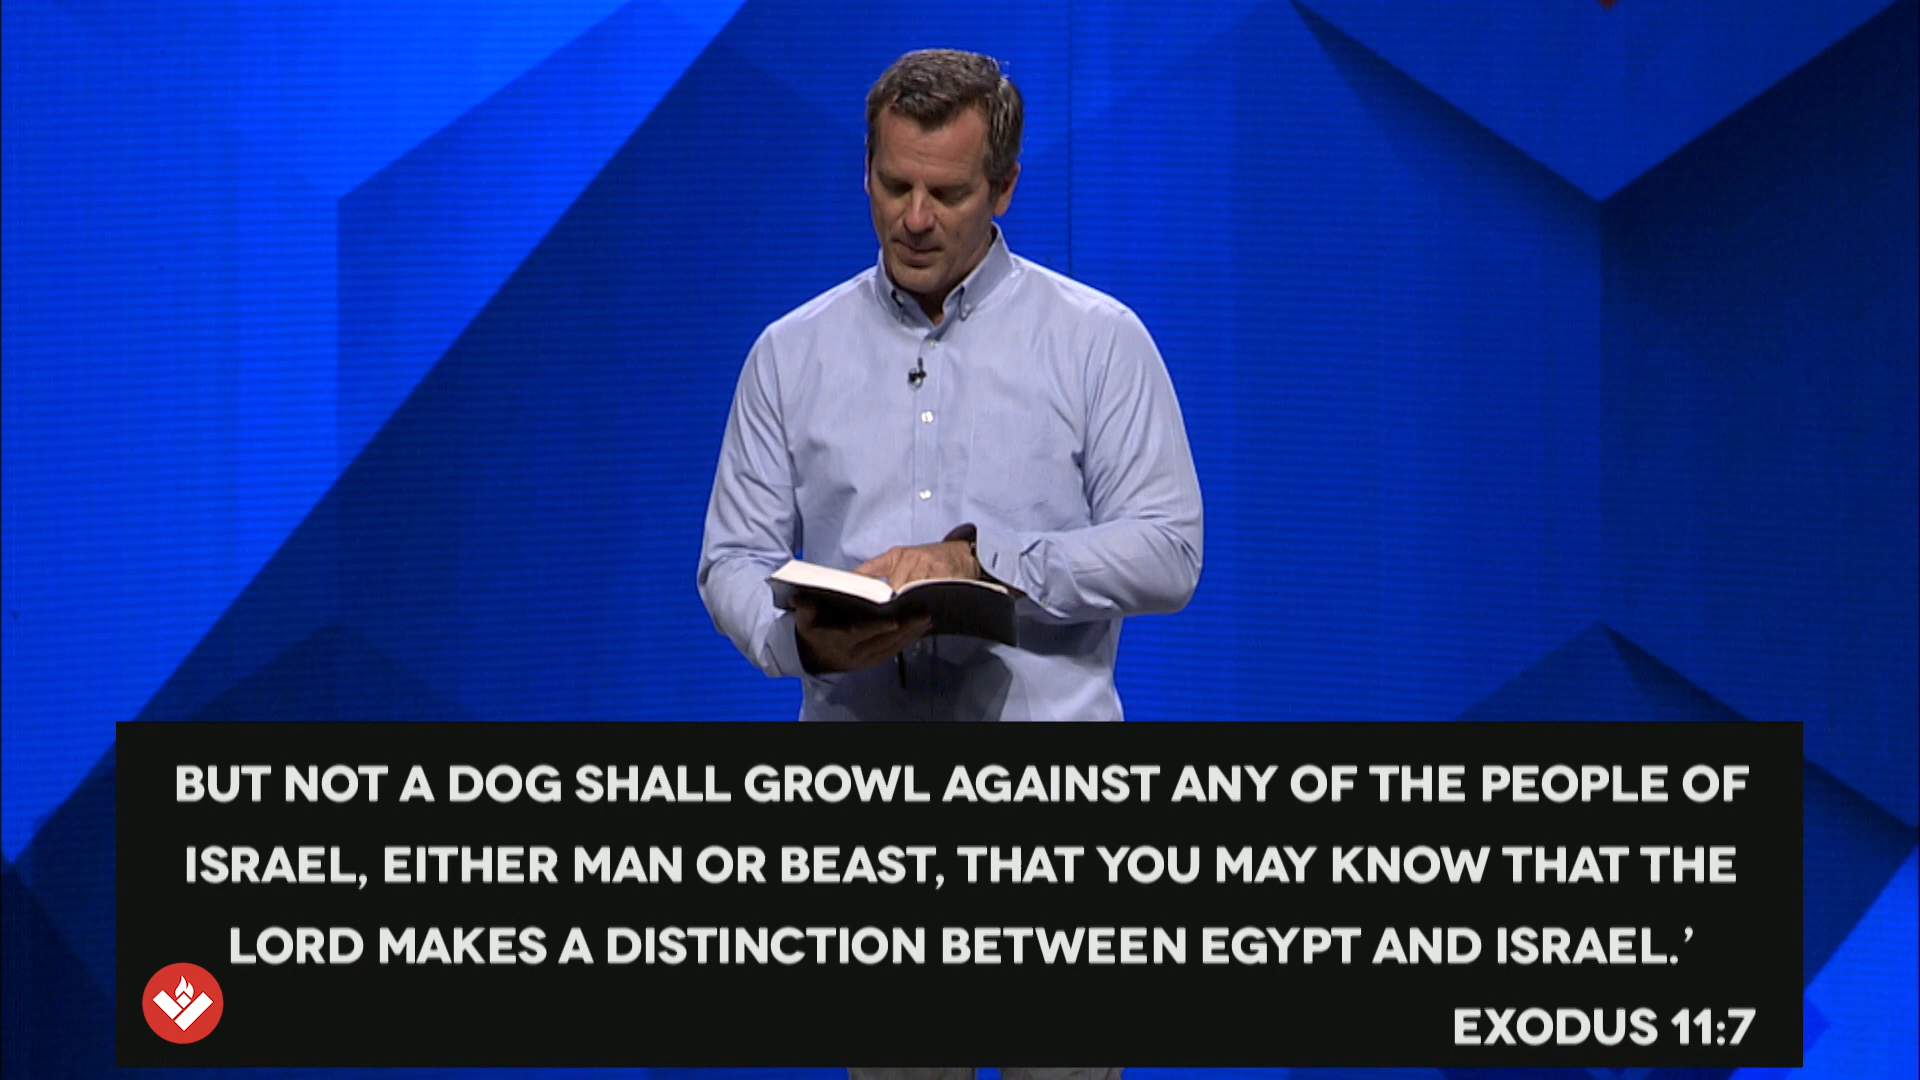 BUT NOT A DOG SHALL GROWL AGAINST ANY OF THE PEOPLE OF
ISRAEL, EITHER MAN OR BEAST, THAT YOU MAY KNOW THAT THE
LORD MAKES A DISTINCTION BETWEEN EGYPT AND ISRAEL.’
EXODUS 11:7